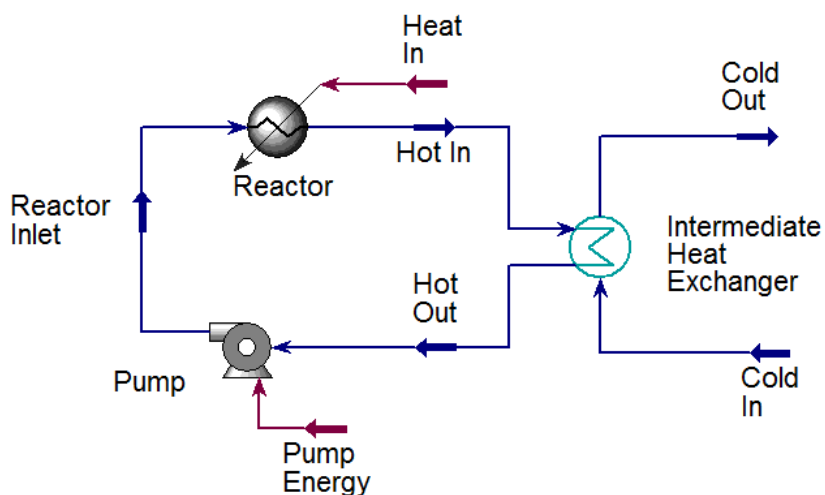 Heat
In
Cold
Out
Hot In
Reactor
Reactor
Inlet
Intermediate
Heat
Exchanger
Hot
Out
Pump
Cold
In
Pump
Energy